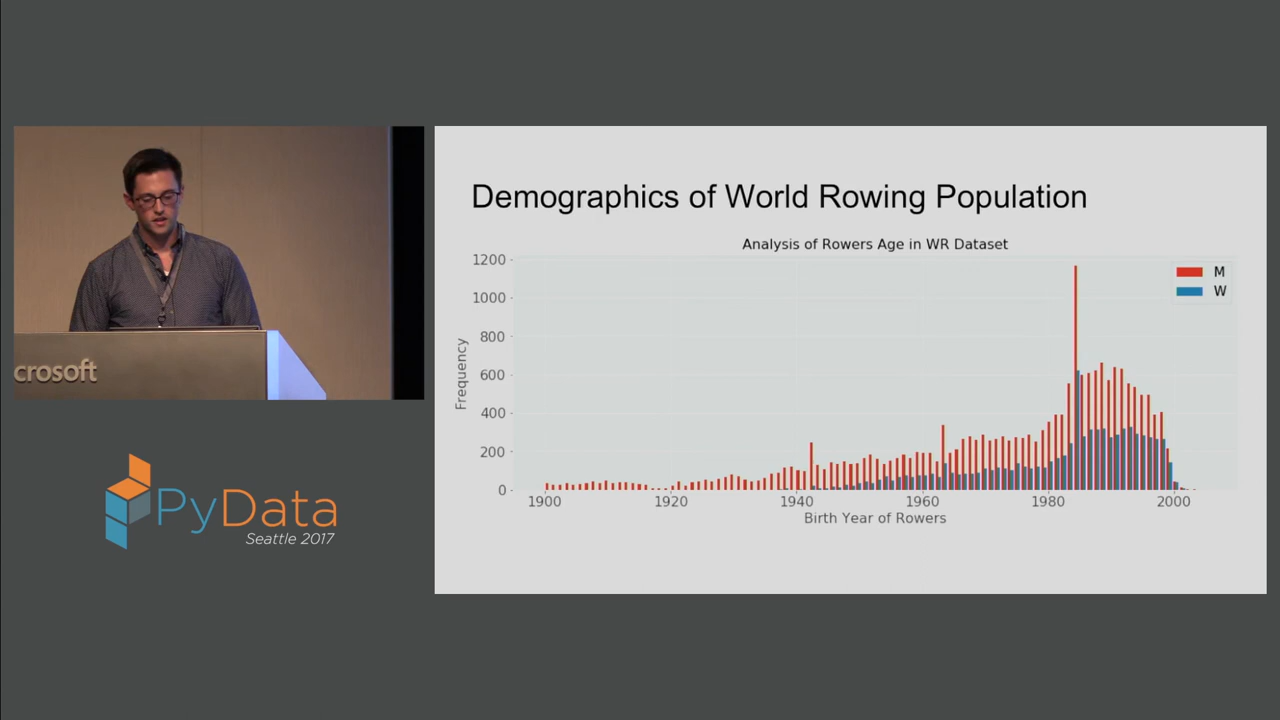 Demographics of World Rowing Population
Analysis of Rowers Age in WR Dataset
1200
1000
800
600
400
200
0
Frequency
M
W
1900
1920
1940
1960
1980
2000
Birth Year of Rowers
crosoft
PyData
Seattle 2017